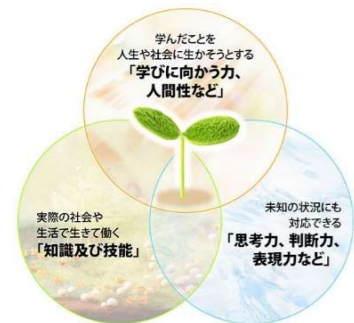 学んだことを
人生や社会に生かそうとする
「学びに向かう力、
人間性など」
実際の社会や
生活で生きて働く
「知識及び技能」
未知の状況にも
対応できる
「思考力、判断力、
表現力など」